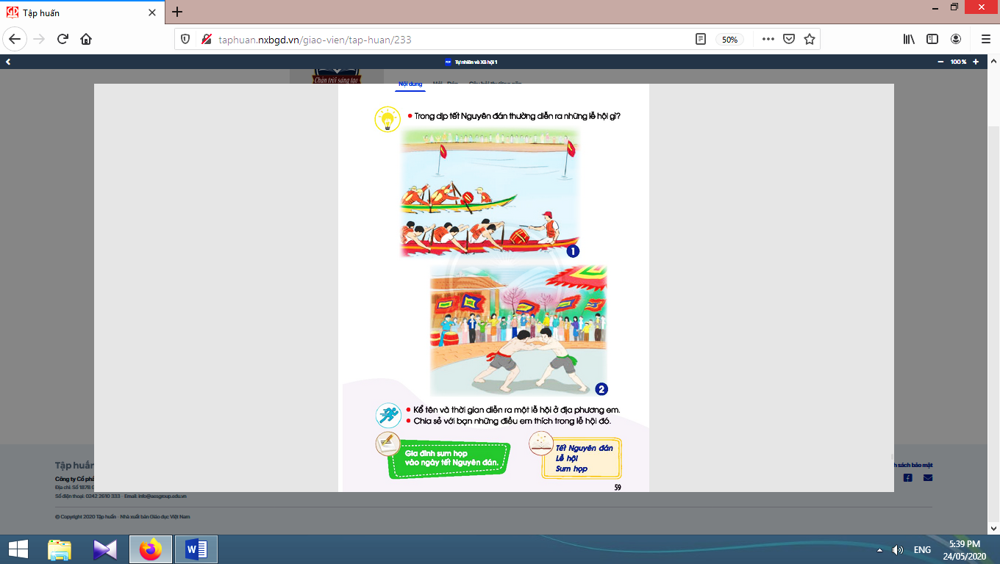 Tập huấn
taphuan.nxbgd.vn/giao-vien/tap-huan/233
50%
PDF Tự nhiên và Xã hội 1
100 %
Chân trời sáng tạo
Nội dung
Trong dịp tết Nguyên đán thường diễn ra những lễ hội gì?
1
2
Kể tên và thời gian diễn ra một lễ hội ở địa phương em.
Chia sẻ với bạn những điều em thích trong lễ hội đó.
Gia đình sum họp
vào ngày tết Nguyên đán.
Tết Nguyên đán
Lễ hội
Sum họp
59
Tập huấn
Công ty Cổ phầ
Địa chỉ: Số 187B
Số điện thoại: 0242 2610 333 - Email: info@aesgroup.edu.vn
h sách bảo mật
© Copyright 2020 Tập huấn - Nhà xuất bản Giáo dục Việt Nam
ENG
5:39 PM
24/05/2020